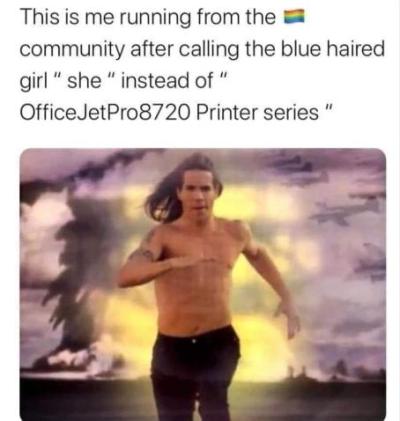 This is me running from the 🏳️‍🌈
community after calling the blue haired
girl " she " instead of "
OfficeJetPro8720 Printer series "